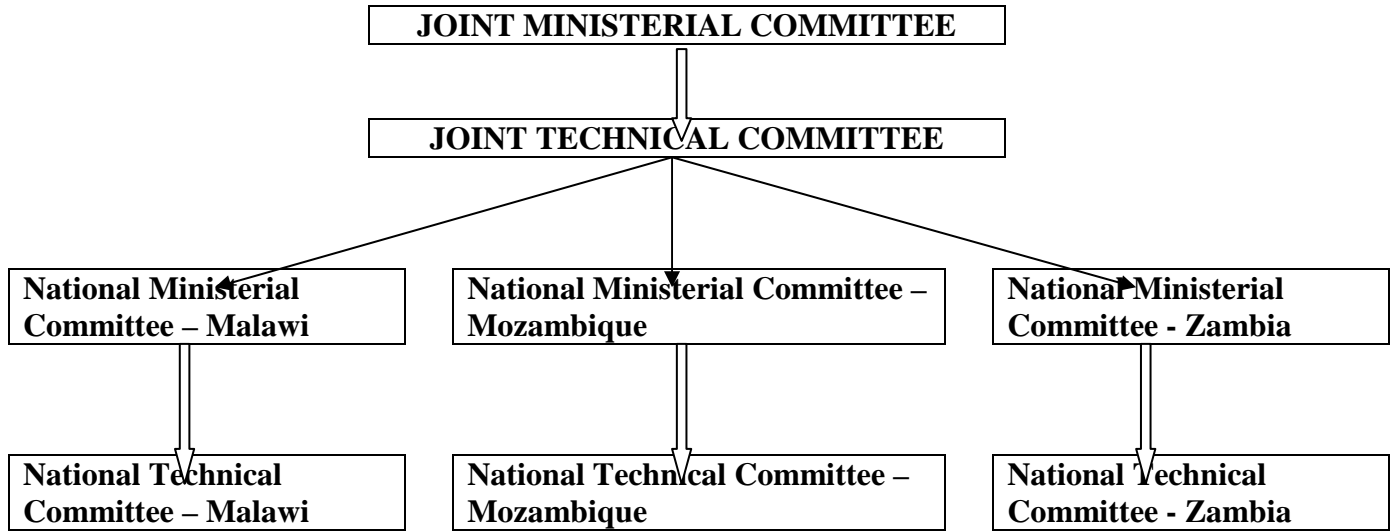 JOINT MINISTERIAL COMMITTEE
JOINT TECHNICAL COMMITTEE
National Ministerial
Committee – Malawi
National Ministerial Committee –
Mozambique
National Ministerial
Committee - Zambia
National Technical
Committee – Malawi
National Technical Committee –
Mozambique
National Technical
Committee - Zambia